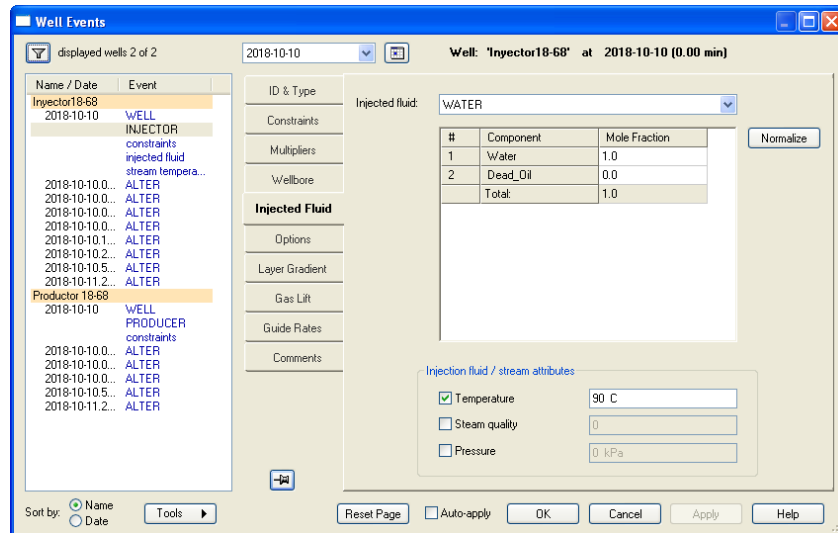 Well Events
displayed wells 2 of 2
2018-10-10
Well: 'Inyector18-68' at 2018-10-10 (0.00 min)
Name / Date Event
Inyector18-68
2018-10-10 WELL
INJECTOR
constraints
injected fluid
stream tempera...
2018-10-10.0... ALTER
2018-10-10.0... ALTER
2018-10-10.0... ALTER
2018-10-10.0... ALTER
2018-10-10.1... ALTER
2018-10-10.2... ALTER
2018-10-10.5... ALTER
2018-10-11.2... ALTER
Productor 18-68
2018-10-10 WELL
PRODUCER
constraints
2018-10-10.0... ALTER
2018-10-10.0... ALTER
2018-10-10.0... ALTER
2018-10-10.5... ALTER
2018-10-11.2... ALTER
Sort by: Name
Date
Tools
ID & Type
Constraints
Multipliers
Wellbore
Injected Fluid
Options
Layer Gradient
Gas Lift
Guide Rates
Comments
Injected fluid: WATER
# Component Mole Fraction
1 Water 1.0
2 Dead_Oil 0.0
Total: 1.0
Normalize
Injection fluid / stream attributes
Temperature 90 C
Steam quality 0
Pressure 0 kPa
Reset Page Auto-apply OK Cancel Apply Help